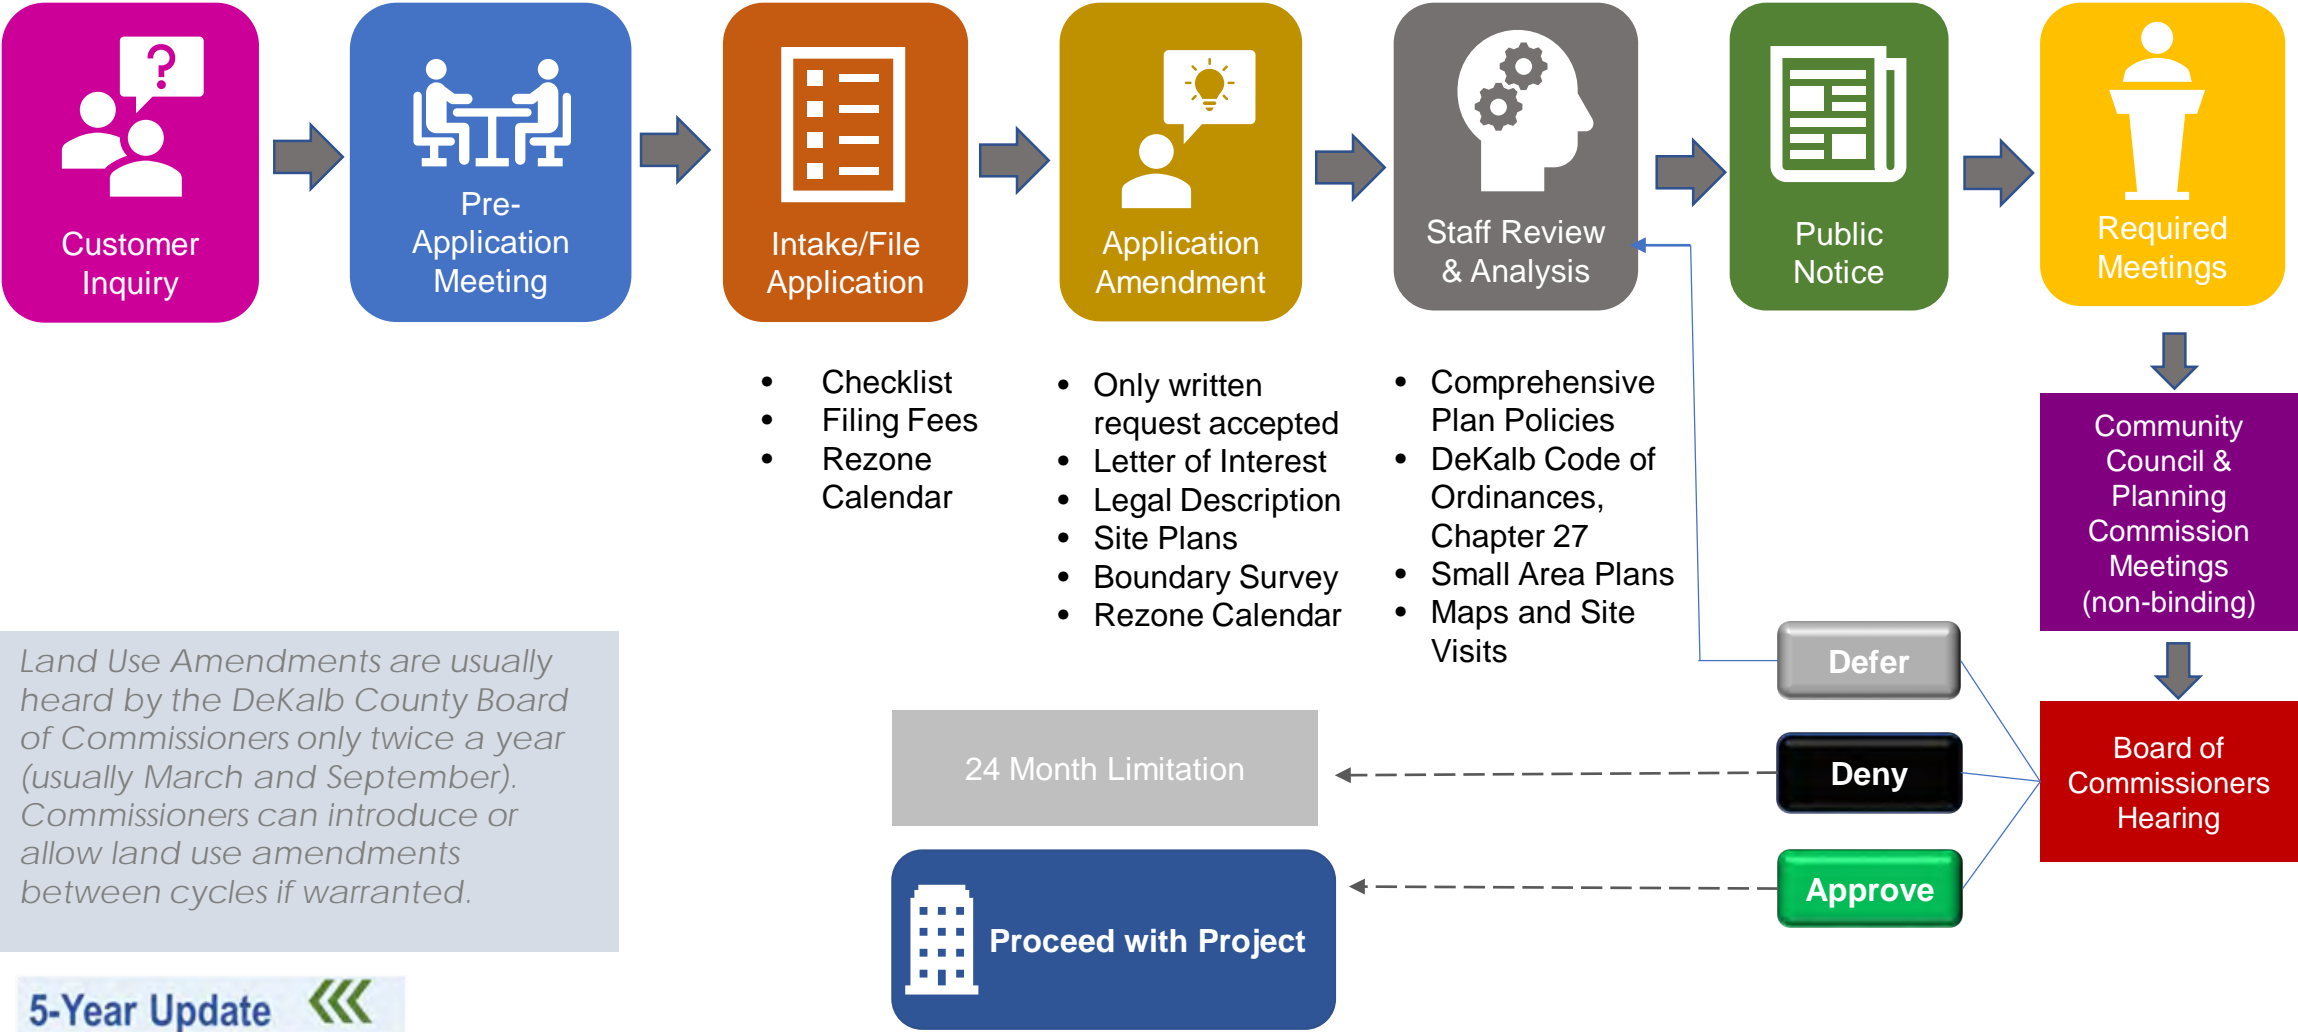 ?
Customer
Inquiry
Pre-
Application
Meeting
Intake/File
Application
Application
Amendment
Staff Review
& Analysis
Public
Notice
Required
Meetings
• Checklist
• Filing Fees
• Rezone
Calendar
• Only written
request accepted
• Letter of Interest
• Legal Description
• Site Plans
• Boundary Survey
• Rezone Calendar
• Comprehensive
Plan Policies
• DeKalb Code of
Ordinances,
Chapter 27
• Small Area Plans
• Maps and Site
Visits
Community
Council &
Planning
Commission
Meetings
(non-binding)
Board of
Commissioners
Hearing
Defer
Deny
Approve
24 Month Limitation
Proceed with Project
Land Use Amendments are usually
heard by the DeKalb County Board
of Commissioners only twice a year
(usually March and September).
Commissioners can introduce or
allow land use amendments
between cycles if warranted.
5-Year Update